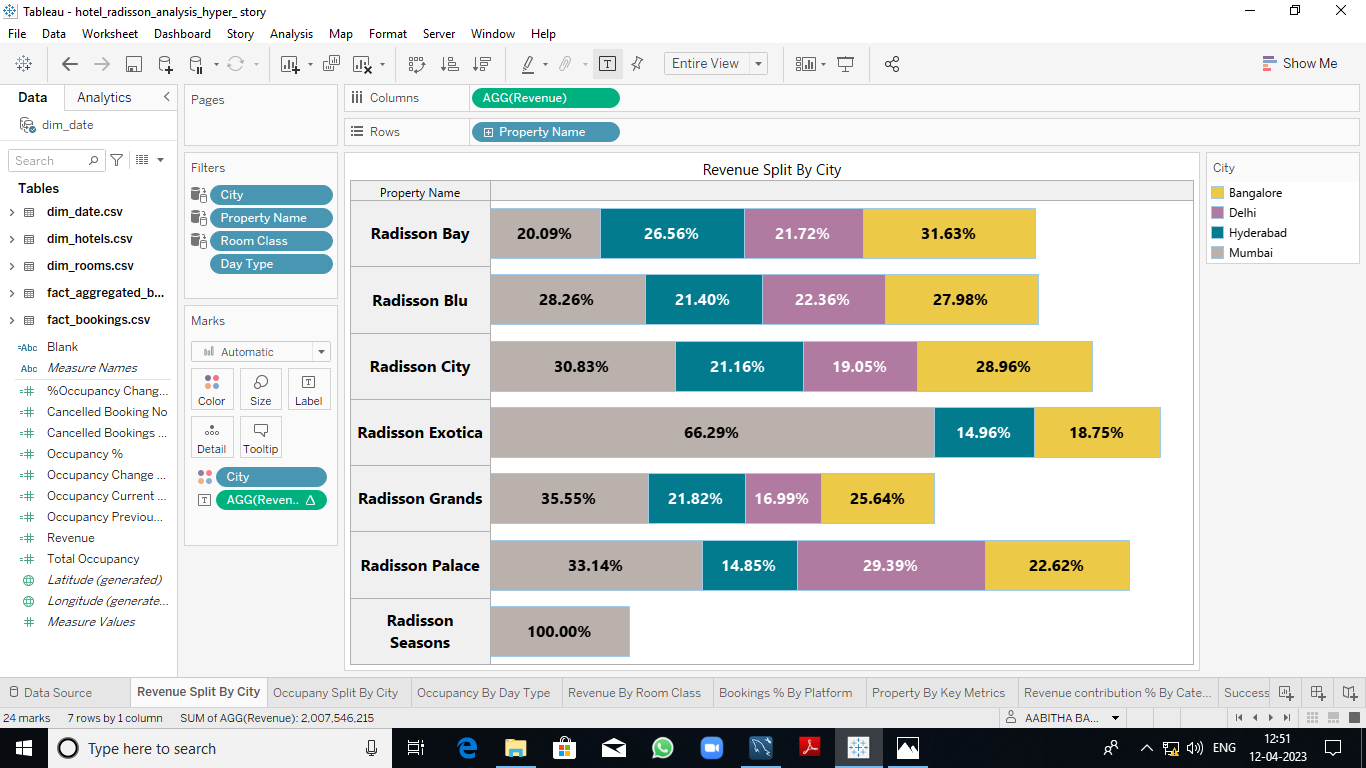 Tableau - hotel_radisson_analysis_hyper_ story
File Data Worksheet Dashboard Story Analysis Map Format Server Window Help
Entire View
Show Me
Data Analytics
dim_date
Search
Tables
dim_date.csv
dim_hotels.csv
dim_rooms.csv
fact_aggregated_b...
fact_bookings.csv
=Abc Blank
Abc Measure Names
%Occupancy Chang...
Cancelled Booking No
Cancelled Bookings ...
Occupancy %
Occupancy Change ...
Occupancy Current ...
Occupancy Previou...
Revenue
Total Occupancy
Latitude (generated)
Longitude (generate...
Measure Values
Pages
Filters
City
Property Name
Room Class
Day Type
Marks
Automatic
Color Size Label
Detail Tooltip
City
AGG(Reven.. Δ
Columns AGG(Revenue)
Rows Property Name
Revenue Split By City
Property Name
Radisson Bay 20.09% 26.56% 21.72% 31.63%
Radisson Blu 28.26% 21.40% 22.36% 27.98%
Radisson City 30.83% 21.16% 19.05% 28.96%
Radisson Exotica 66.29% 14.96% 18.75%
Radisson Grands 35.55% 21.82% 16.99% 25.64%
Radisson Palace 33.14% 14.85% 29.39% 22.62%
Radisson
Seasons
100.00%
City
Bangalore
Delhi
Hyderabad
Mumbai
Data Source Revenue Split By City Occupany Split By City Occupancy By Day Type Revenue By Room Class Bookings % By Platform Property By Key Metrics Revenue contribution % By Cate... Success
24 marks 7 rows by 1 column SUM of AGG(Revenue): 2,007,546,215 AABITHA BA...
Type here to search
ENG
12:51
12-04-2023